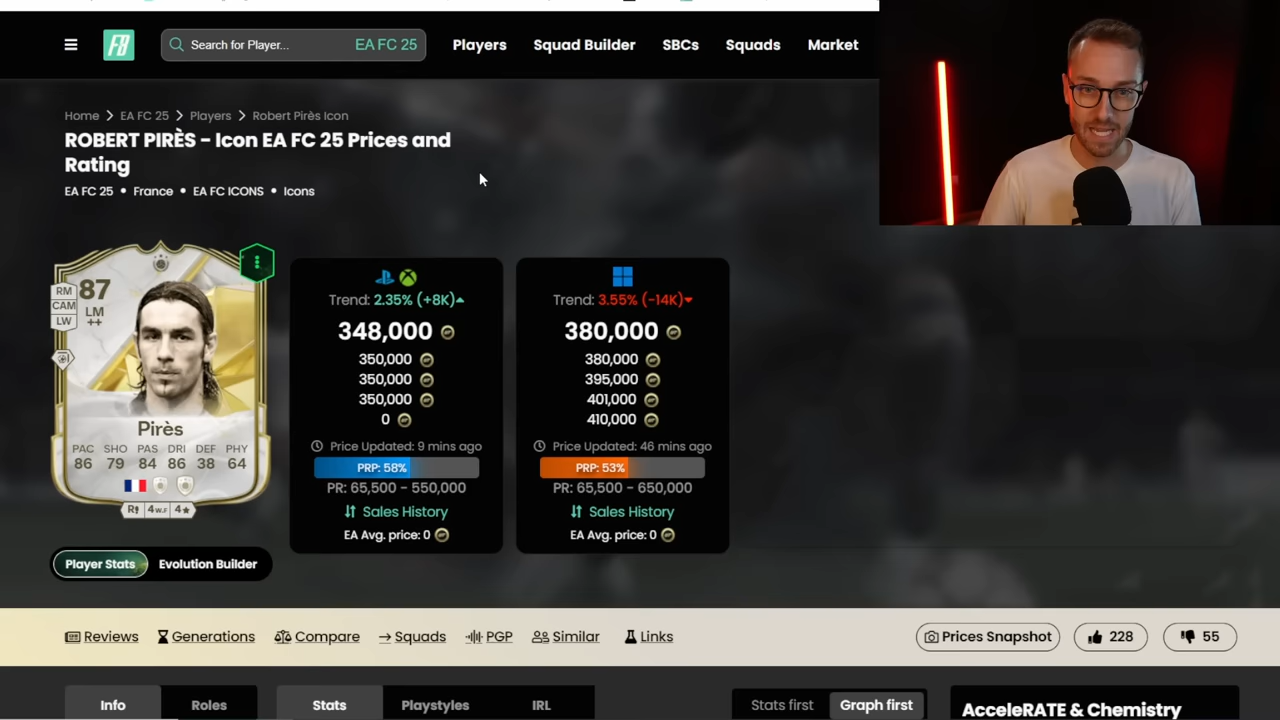 FB
Search for Player...
EA FC 25
Players
Squad Builder
SBCs
Squads
Market
Home > EA FC 25 > Players > Robert Pirès Icon
ROBERT PIRÈS - Icon EA FC 25 Prices and
Rating
EA FC 25 • France • EA FC ICONS • Icons
87
LM
++
RM
CAM
LW
Pirès
PAC SHO PAS DRI DEF PHY
86 79 84 86 38 64
4 W.F
4★
Trend: 2.35% (+8K)
348,000
350,000
350,000
350,000
0
Price Updated: 9 mins ago
PRP: 58%
PR: 65,500 - 550,000
Sales History
EA Avg. price: 0
Trend: 3.55% (-14K)
380,000
380,000
395,000
401,000
410,000
Price Updated: 46 mins ago
PRP: 53%
PR: 65,500 - 650,000
Sales History
EA Avg. price: 0
Player Stats
Evolution Builder
Reviews
Generations
Compare
Squads
PGP
Similar
Links
Prices Snapshot
228
55
Info
Roles
Stats
Playstyles
IRL
Stats first
Graph first
AcceleRATE & Chemistry